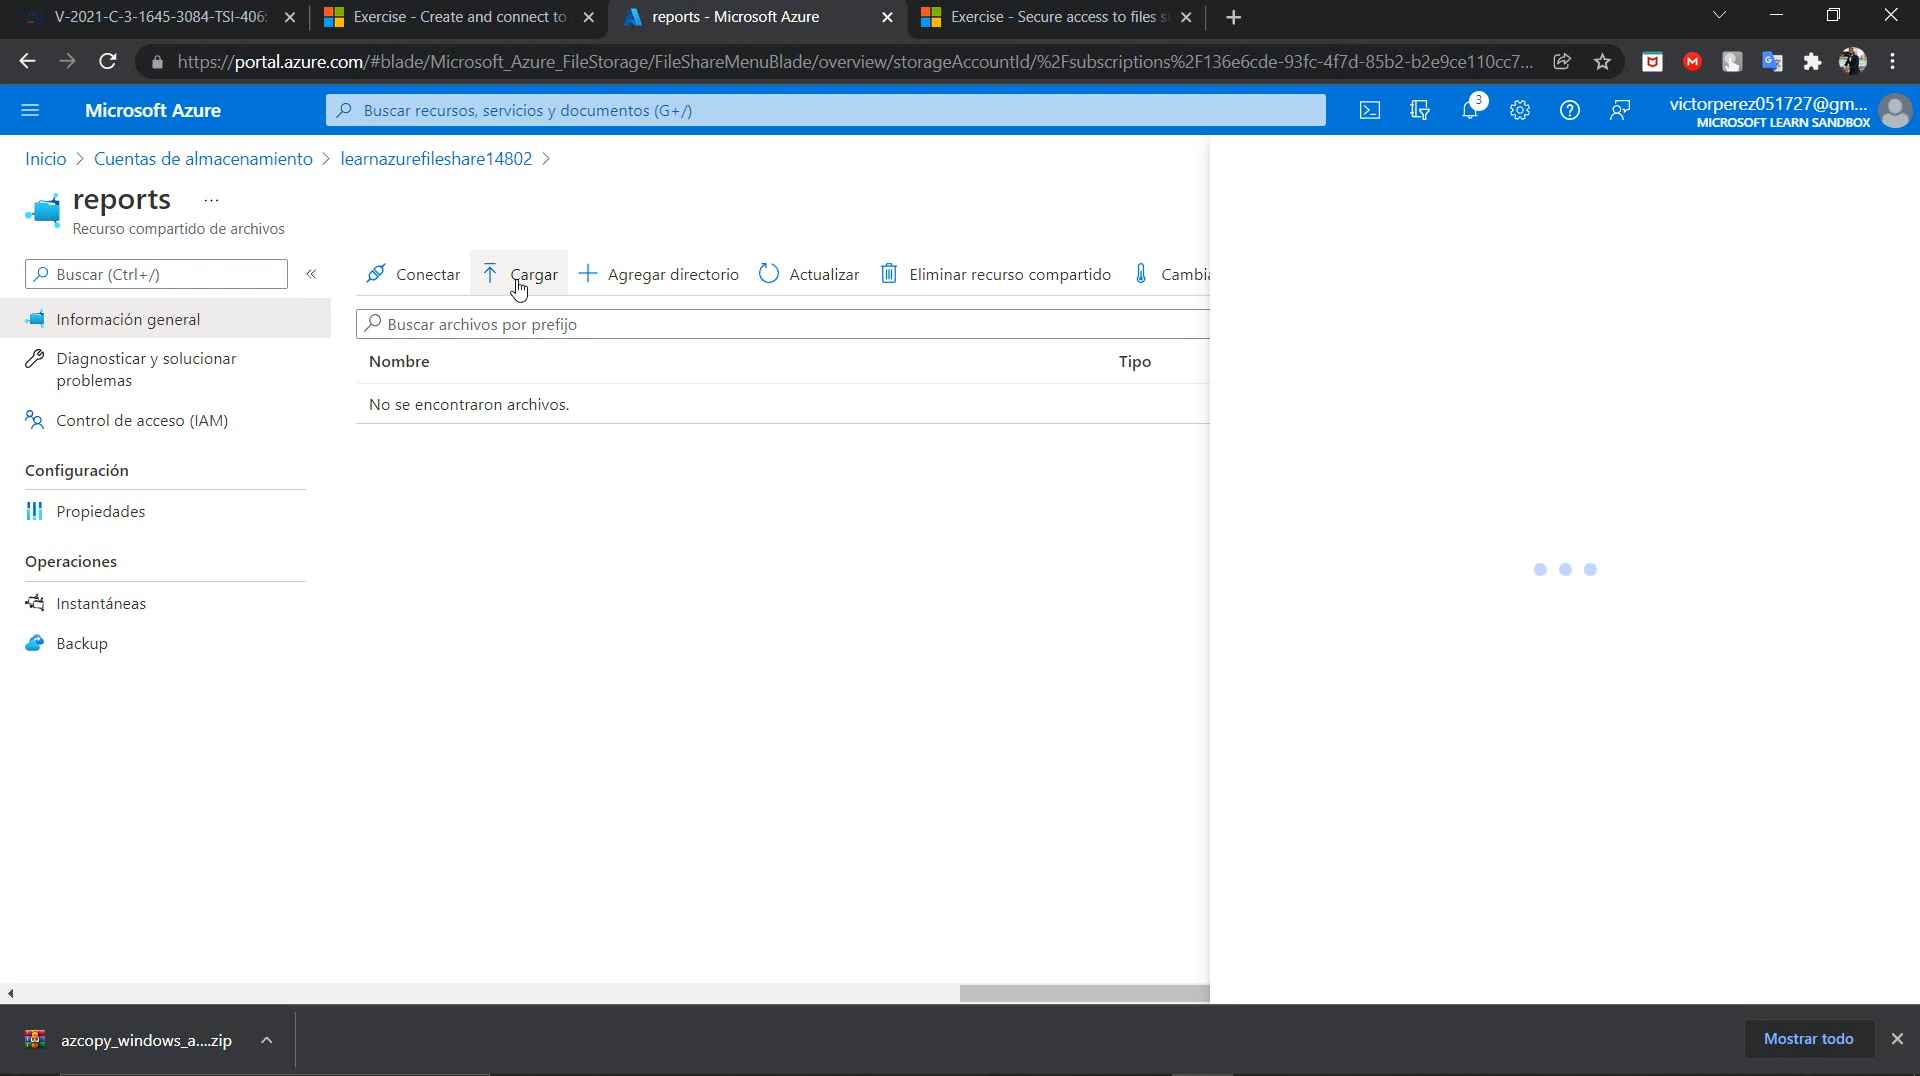 V-2021-C-3-1645-3084-TSI-406:
Exercise - Create and connect to
reports - Microsoft Azure
Exercise - Secure access to files s
https://portal.azure.com/#blade/Microsoft_Azure_FileStorage/FileShareMenuBlade/overview/storageAccountId/%2Fsubscriptions%2F136e6cde-93fc-4f7d-85b2-b2e9ce110cc7...
Microsoft Azure
Buscar recursos, servicios y documentos (G+/)
3
victorperez051727@gm...
MICROSOFT LEARN SANDBOX
Inicio > Cuentas de almacenamiento > learnazurefileshare14802 >
reports ...
Recurso compartido de archivos
Buscar (Ctrl+/)
«
Conectar
Cargar
Agregar directorio
Actualizar
Eliminar recurso compartido
Cambia
Información general
Diagnosticar y solucionar
problemas
Control de acceso (IAM)
Configuración
Propiedades
Operaciones
Instantáneas
Backup
Buscar archivos por prefijo
Nombre
Tipo
No se encontraron archivos.
azcopy_windows_a....zip
Mostrar todo